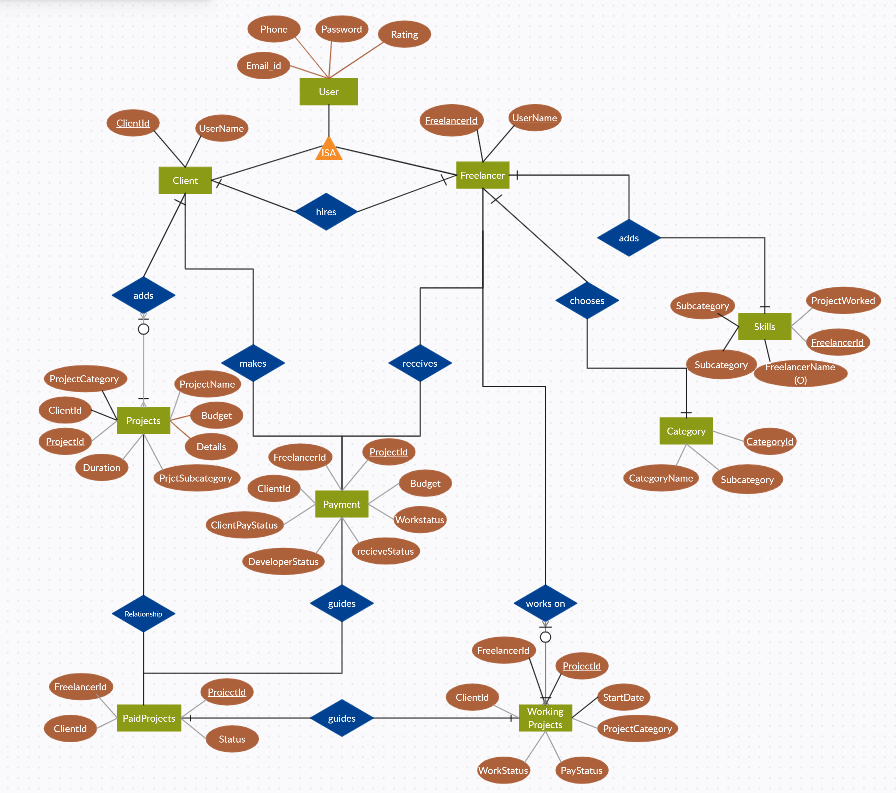 Phone
Password
Rating
Email_id
User
ClientId
UserName
FreelancerId
UserName
ISA
Client
Freelancer
hires
adds
adds
chooses
Subcategory
ProjectWorked
Skills
FreelancerId
Subcategory
FreelancerName
(O)
makes
receives
ProjectCategory
ProjectName
ClientId
Budget
Projects
ProjectId
Details
Duration
PrjctSubcategory
Category
CategoryId
CategoryName
Subcategory
FreelancerId
ProjectId
ClientId
Budget
Payment
ClientPayStatus
Workstatus
DeveloperStatus
recieveStatus
Relationship
guides
works on
FreelancerId
ProjectId
FreelancerId
ProjectId
ClientId
StartDate
PaidProjects
guides
Working
Projects
ClientId
Status
ProjectCategory
WorkStatus
PayStatus